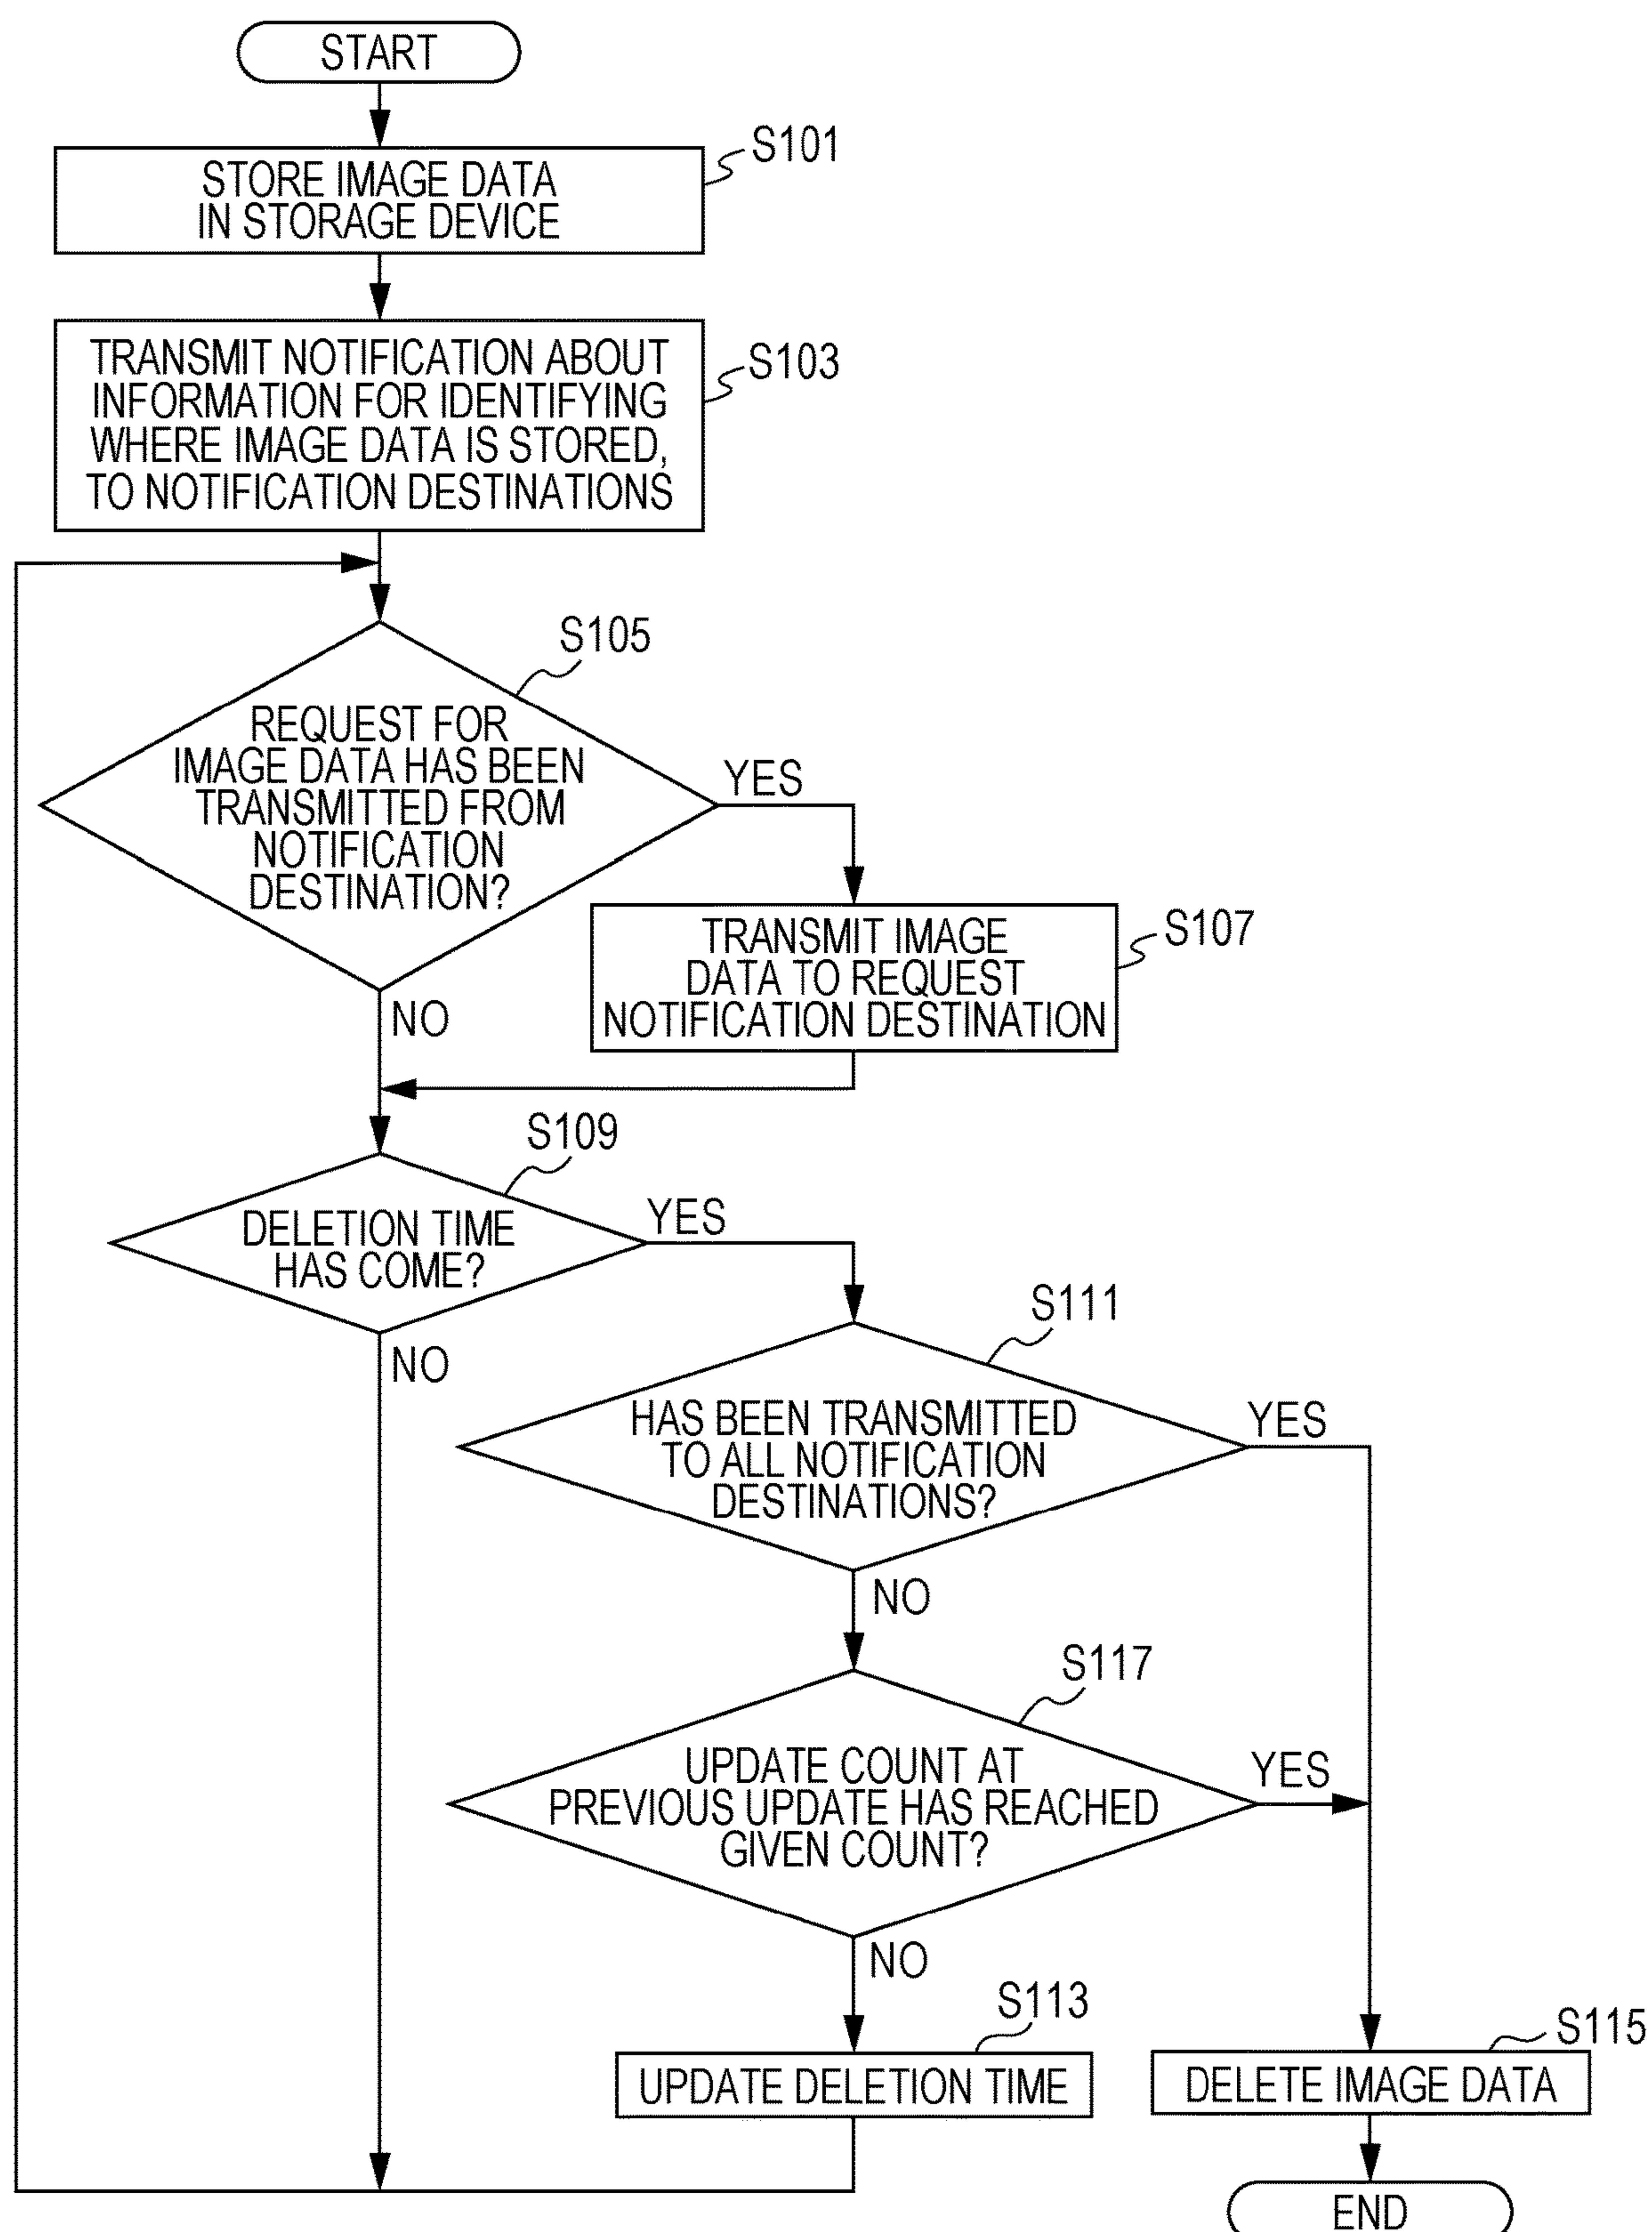 START
S101
STORE IMAGE DATA
IN STORAGE DEVICE
S103
TRANSMIT NOTIFICATION ABOUT
INFORMATION FOR IDENTIFYING
WHERE IMAGE DATA IS STORED,
TO NOTIFICATION DESTINATIONS
S105
REQUEST FOR
IMAGE DATA HAS BEEN
TRANSMITTED FROM
NOTIFICATION
DESTINATION?
YES
NO
S107
TRANSMIT IMAGE
DATA TO REQUEST
NOTIFICATION DESTINATION
S109
DELETION TIME
HAS COME?
YES
NO
S111
HAS BEEN TRANSMITTED
TO ALL NOTIFICATION
DESTINATIONS?
YES
NO
S117
UPDATE COUNT AT
PREVIOUS UPDATE HAS REACHED
GIVEN COUNT?
YES
NO
S113
UPDATE DELETION TIME
S115
DELETE IMAGE DATA
END